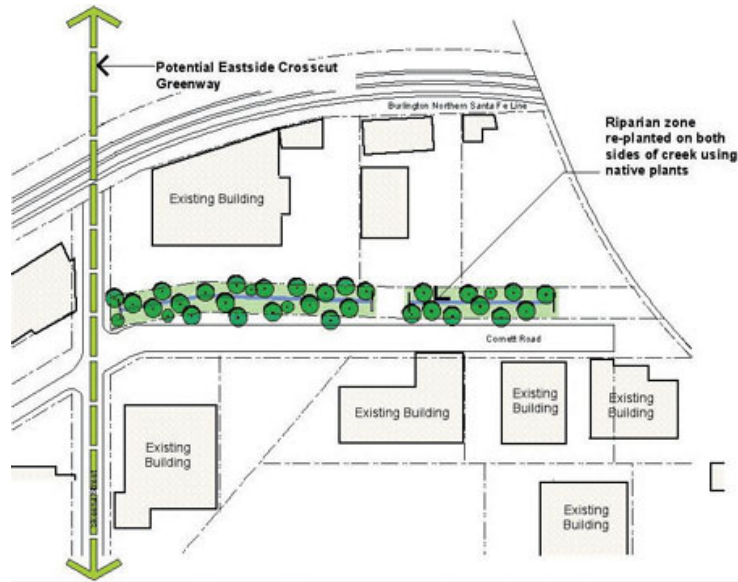 Potential Eastside Crosscut
Greenway
Burlington Northern Santa Fe Line
Riparian zone
re-planted on both
sides of creek using
native plants
Existing Building
Cornett Road
Existing Building
Existing
Building
Existing
Building
Existing
Building
Existing
Building